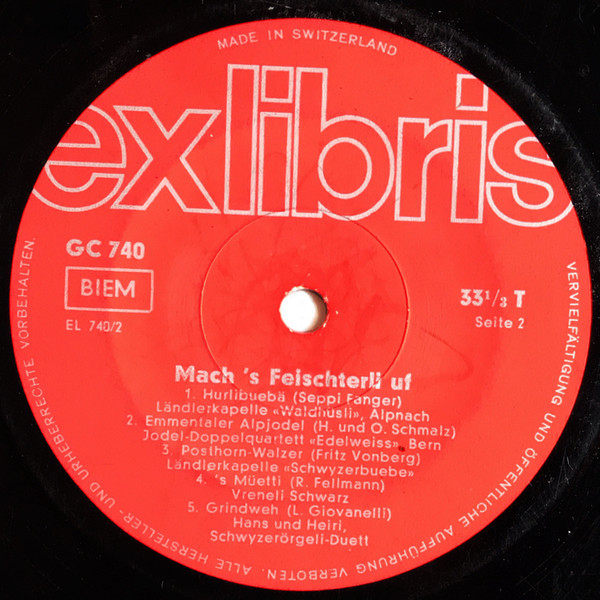 MADE IN SWITZERLAND
exlibris
GC 740
BIEM
EL 740/2
33 1/3 T
Seite 2
Mach 's Feischterli uf
1. Hurlibuebä (Seppi Fanger)
Ländlerkapelle «Waldhüsli», Alpnach
2. Emmentaler Alpjodel (H. und O. Schmalz)
Jodel-Doppelquartett «Edelweiss», Bern
3. Posthorn-Walzer (Fritz Vonberg)
Ländlerkapelle «Schwyzerbuebe»
4. 's Müetti (R. Fellmann)
Vreneli Schwarz
5. Grindweh (L. Giovanelli)
Hans und Heiri,
Schwyzerörgeli-Duett
ALLE HERSTELLER- UND URHEBERRECHTE VORBEHALTEN.
VERVIELFÄLTIGUNG UND ÖFFENTLICHE AUFFÜHRUNG VERBOTEN.